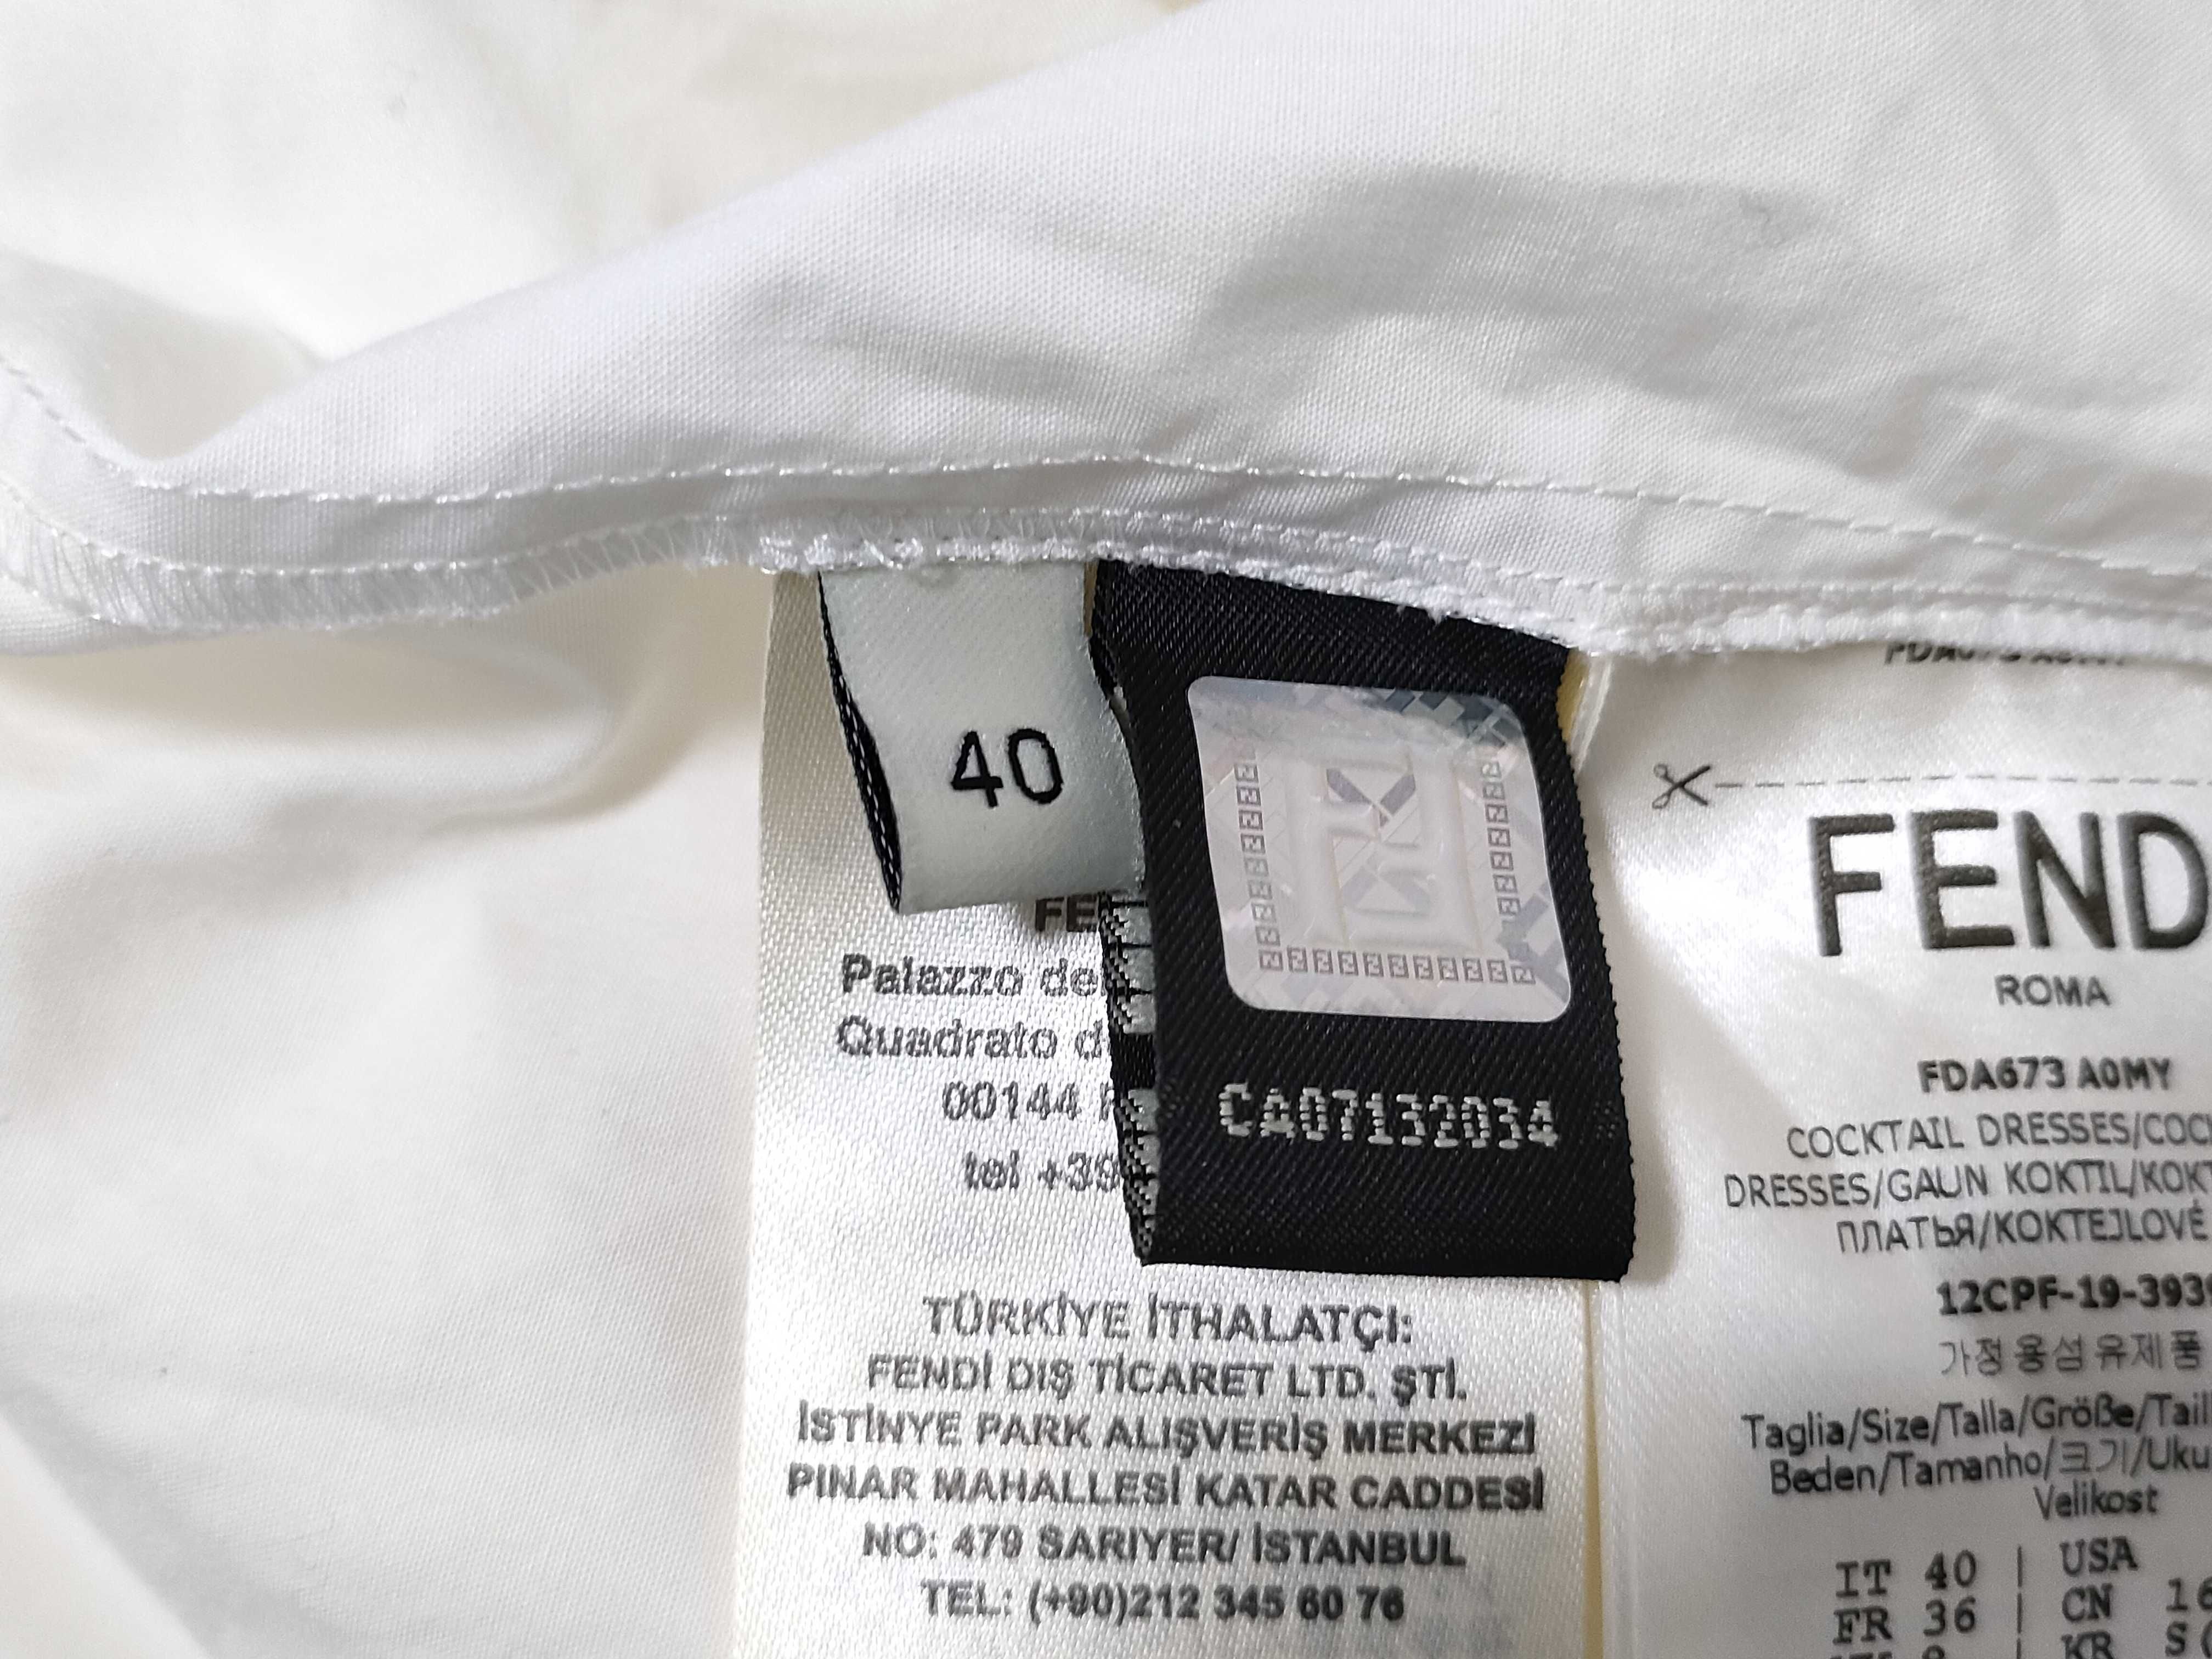 40
FE
Palazzo de
Quadrato d
00144
tel +39
TÜRKİYE İTHALATÇI:
FENDİ DIŞ TİCARET LTD. ŞTİ.
İSTİNYE PARK ALIŞVERİŞ MERKEZİ
PINAR MAHALLESİ KATAR CADDESİ
NO: 479 SARIYER/ İSTANBUL
TEL: (+90)212 345 60 76
CA07132034
FEND
ROMA
FDA673 A0MY
COCKTAIL DRESSES/COC
DRESSES/GAUN KOKTIL/KOKT
ПЛАТЬЯ/KOKTEJLOVÉ
12CPF-19-393
가정용섬유제품
Taglia/Size/Talla/Größe/Tail
Beden/Tamanho/크기/Uku
Velikost
IT 40 | USA
FR 36 | CN 16
KR S(